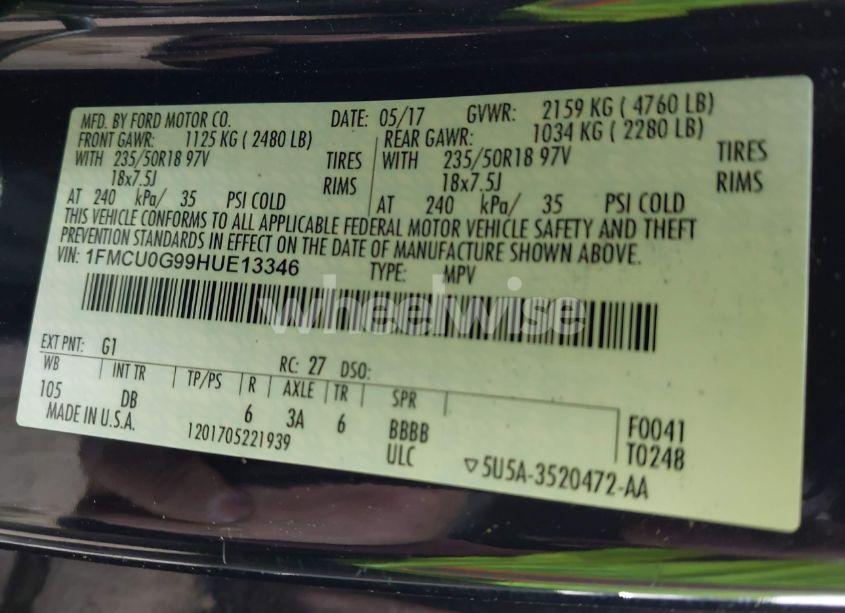 MFD. BY FORD MOTOR CO. DATE: 05/17 GVWR: 2159 KG ( 4760 LB)
FRONT GAWR: 1125 KG ( 2480 LB) REAR GAWR: 1034 KG ( 2280 LB)
WITH 235/50R18 97V TIRES WITH 235/50R18 97V TIRES
18x7.5J RIMS 18x7.5J RIMS
AT 240 kPa/ 35 PSI COLD AT 240 kPa/ 35 PSI COLD
THIS VEHICLE CONFORMS TO ALL APPLICABLE FEDERAL MOTOR VEHICLE SAFETY AND THEFT
PREVENTION STANDARDS IN EFFECT ON THE DATE OF MANUFACTURE SHOWN ABOVE.
VIN: 1FMCU0G99HUE13346 TYPE: MPV
wheelwise
EXT PNT: G1 RC: 27 DSO:
WB INT TR TP/PS R AXLE TR SPR
105 DB 6 3A 6 BBBB F0041
MADE IN U.S.A. 1201705221939 ULC T0248
5U5A-3520472-AA